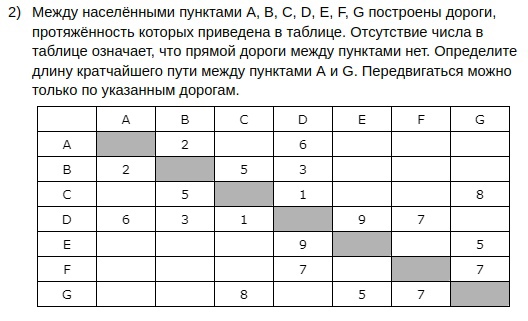 2) Между населёнными пунктами A, B, C, D, E, F, G построены дороги,
протяжённость которых приведена в таблице. Отсутствие числа в
таблице означает, что прямой дороги между пунктами нет. Определите
длину кратчайшего пути между пунктами A и G. Передвигаться можно
только по указанным дорогам.
A B C D E F G
A 2 6
B 2 5 3
C 5 1 8
D 6 3 1 9 7
E 9 5
F 7 7
G 8 5 7